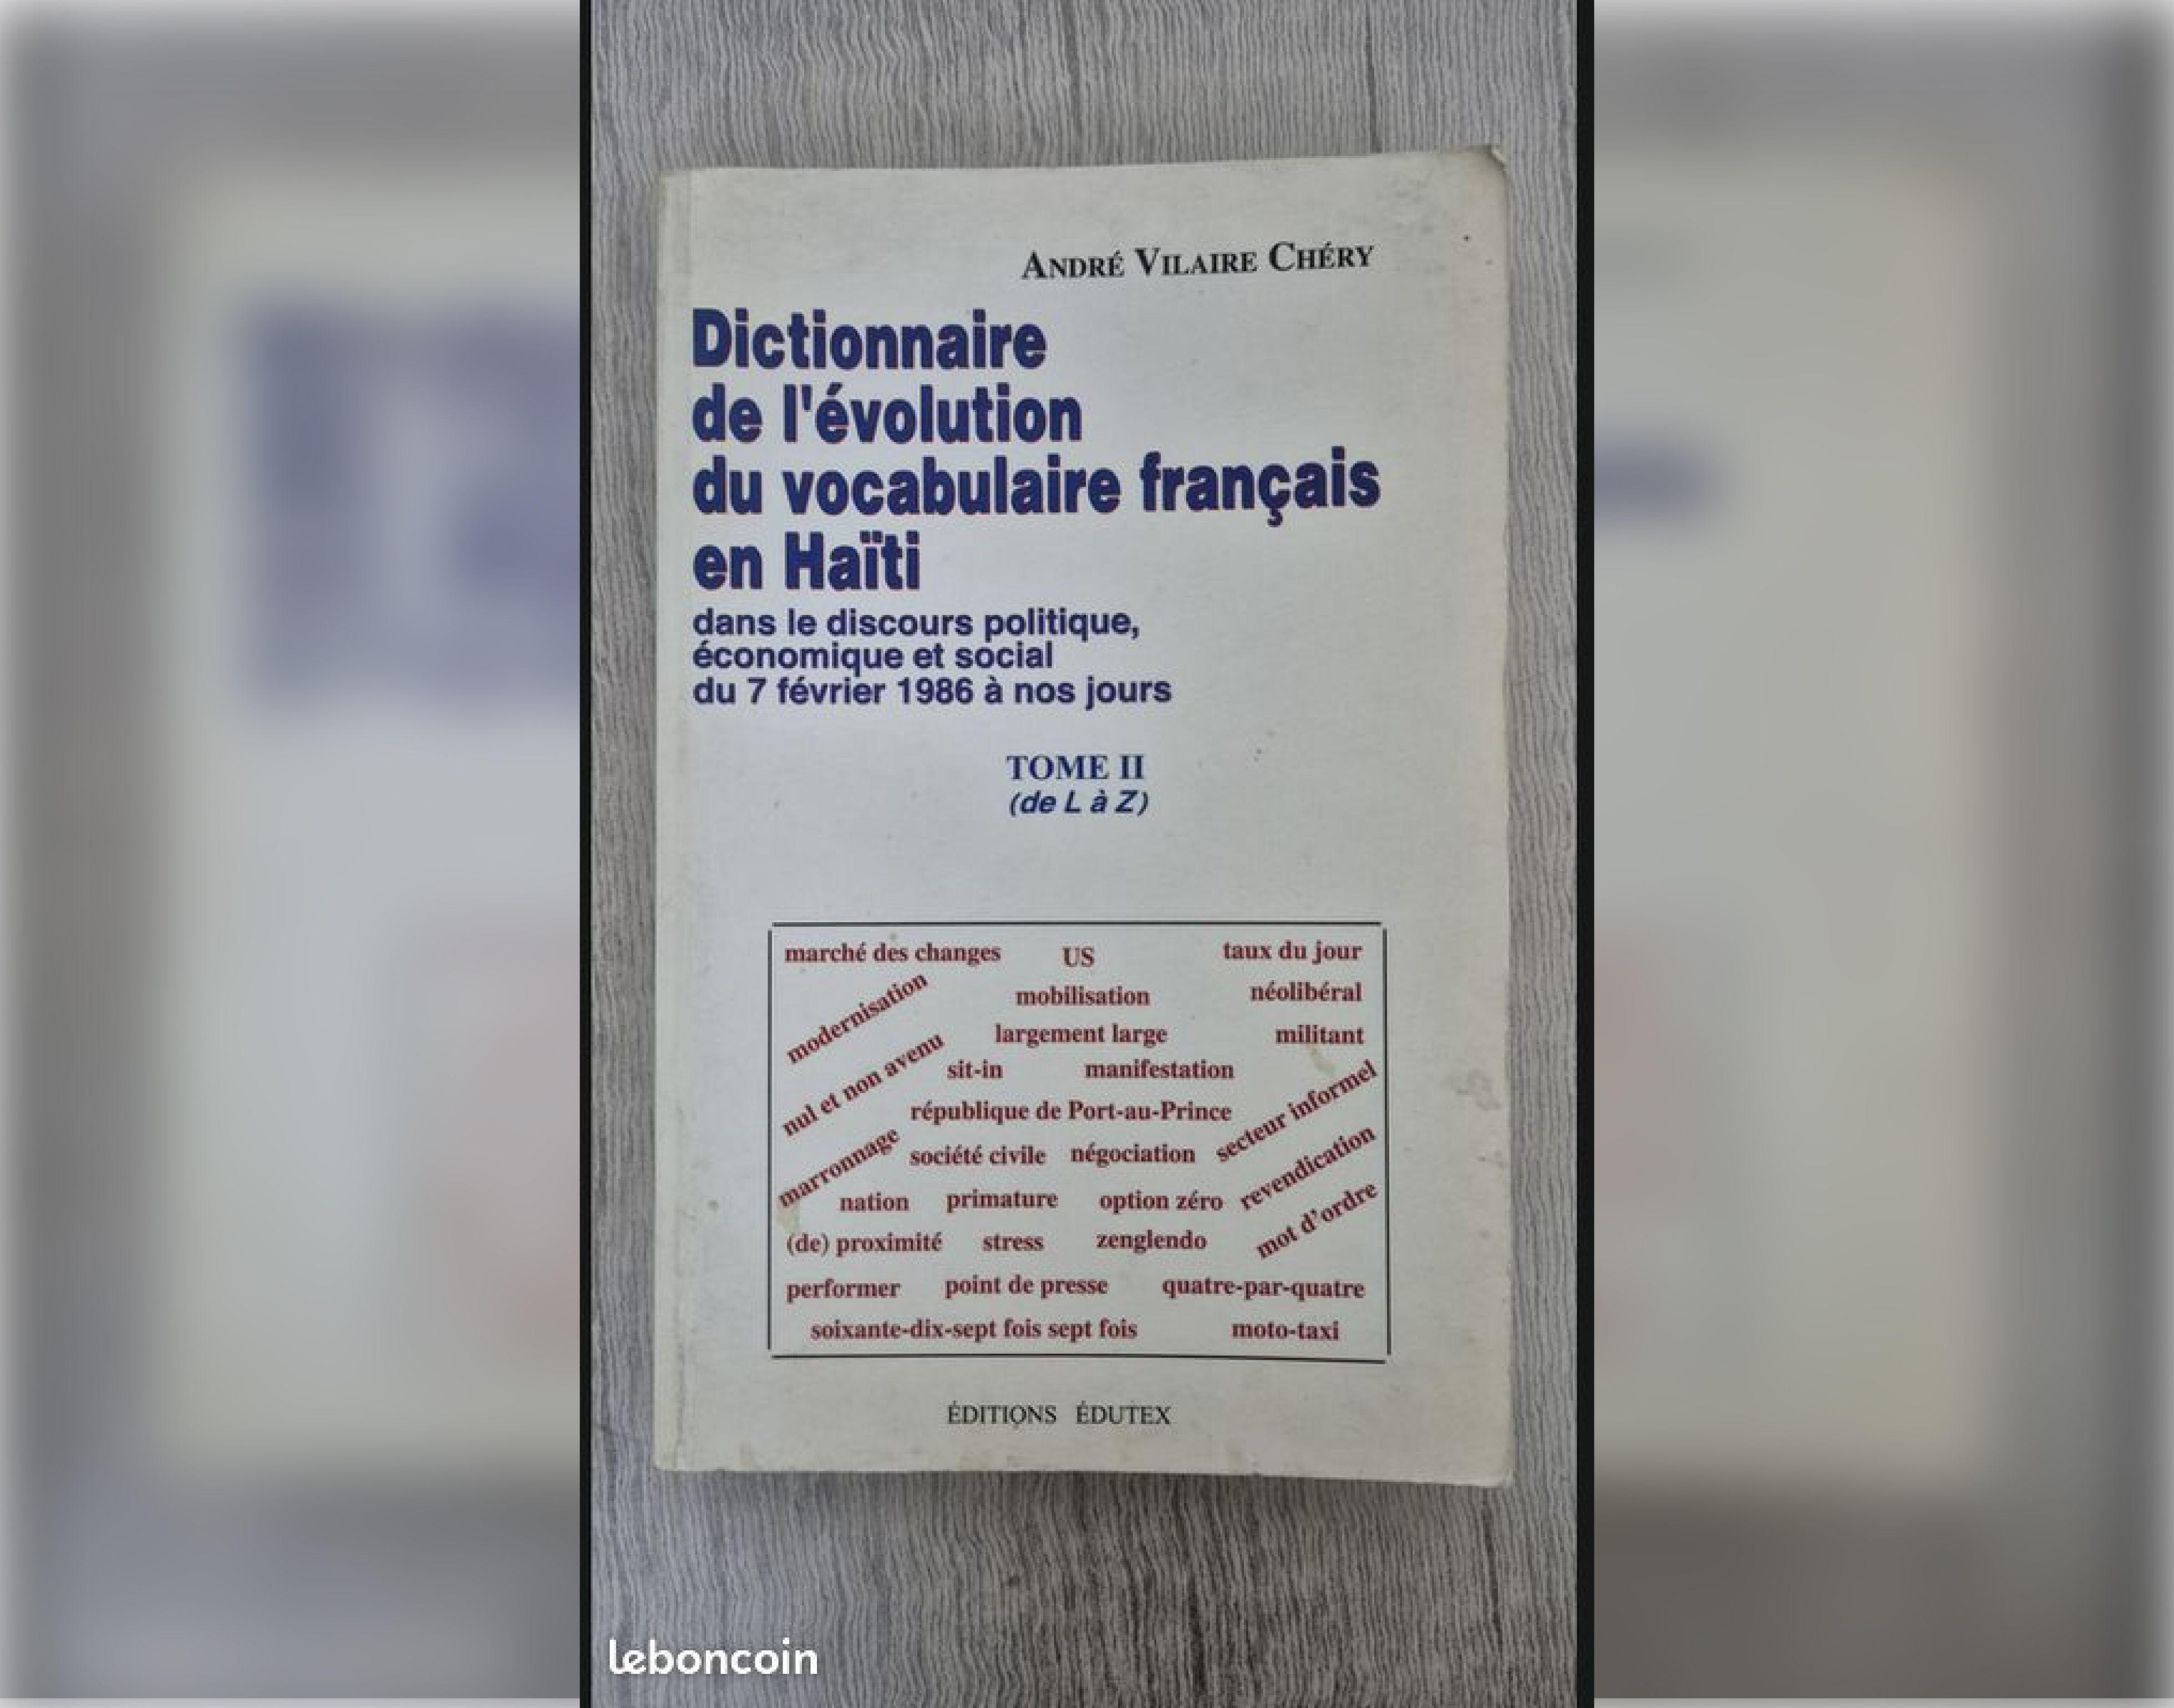 ANDRÉ VILAIRE CHÉRY
Dictionnaire
de l'évolution
du vocabulaire français
en Haïti
dans le discours politique,
économique et social
du 7 février 1986 à nos jours
TOME II
(de L à Z)
marché des changes US taux du jour
modernisation mobilisation néolibéral
largement large militant
nul et non avenu sit-in manifestation
république de Port-au-Prince secteur informel
marronnage société civile négociation
nation primature option zéro revendication
(de) proximité stress zenglendo mot d'ordre
performer point de presse quatre-par-quatre
soixante-dix-sept fois sept fois moto-taxi
ÉDITIONS ÉDUTEX
leboncoin